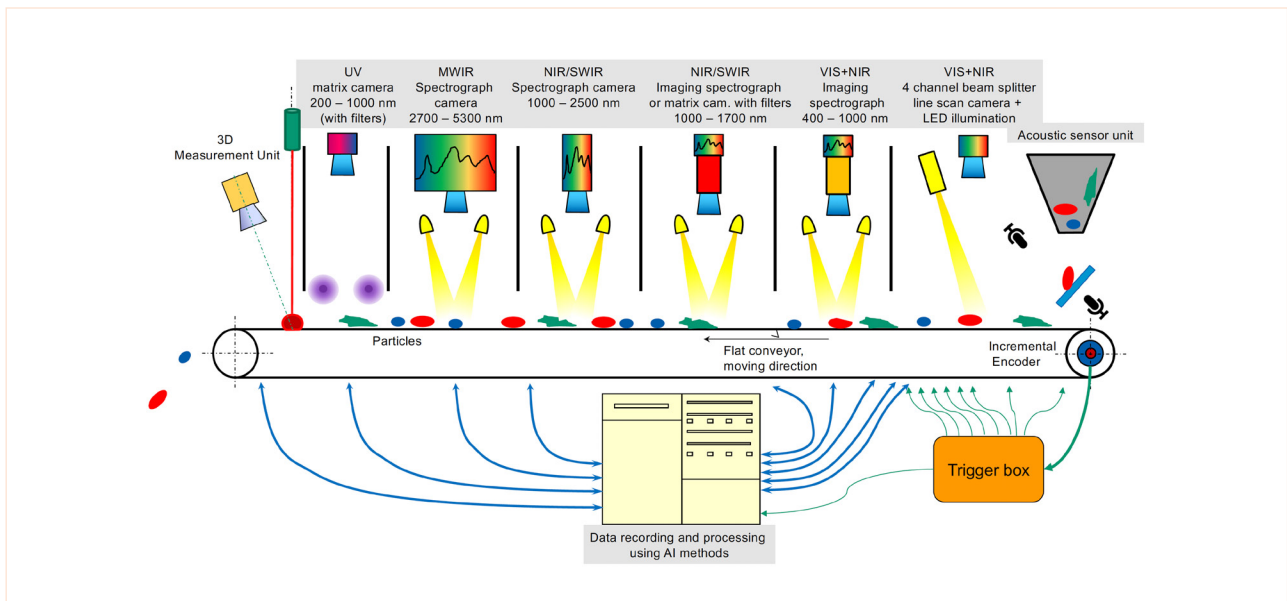 UV
matrix camera
200 – 1000 nm
(with filters)
MWIR
Spectrograph
camera
2700 – 5300 nm
NIR/SWIR
Spectrograph camera
1000 – 2500 nm
NIR/SWIR
Imaging spectrograph
or matrix cam. with filters
1000 – 1700 nm
VIS+NIR
Imaging
spectrograph
400 – 1000 nm
VIS+NIR
4 channel beam splitter
line scan camera +
LED illumination
3D
Measurement Unit
Acoustic sensor unit
Particles
Flat conveyor,
moving direction
Incremental
Encoder
Trigger box
Data recording and processing
using AI methods